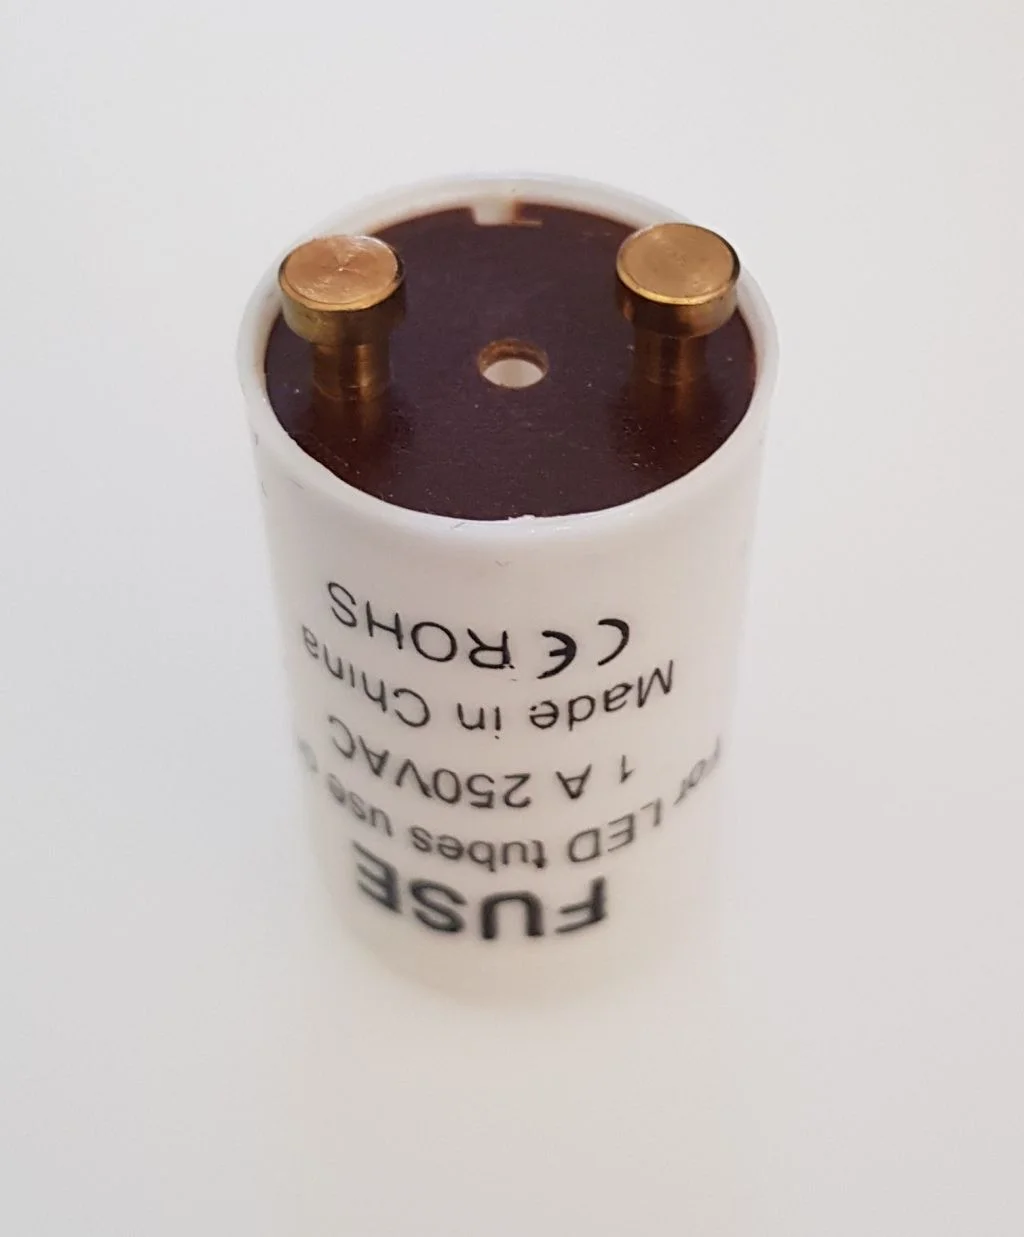 FUSE
For LED tubes use
1 A 250VAC
Made in China
CE ROHS